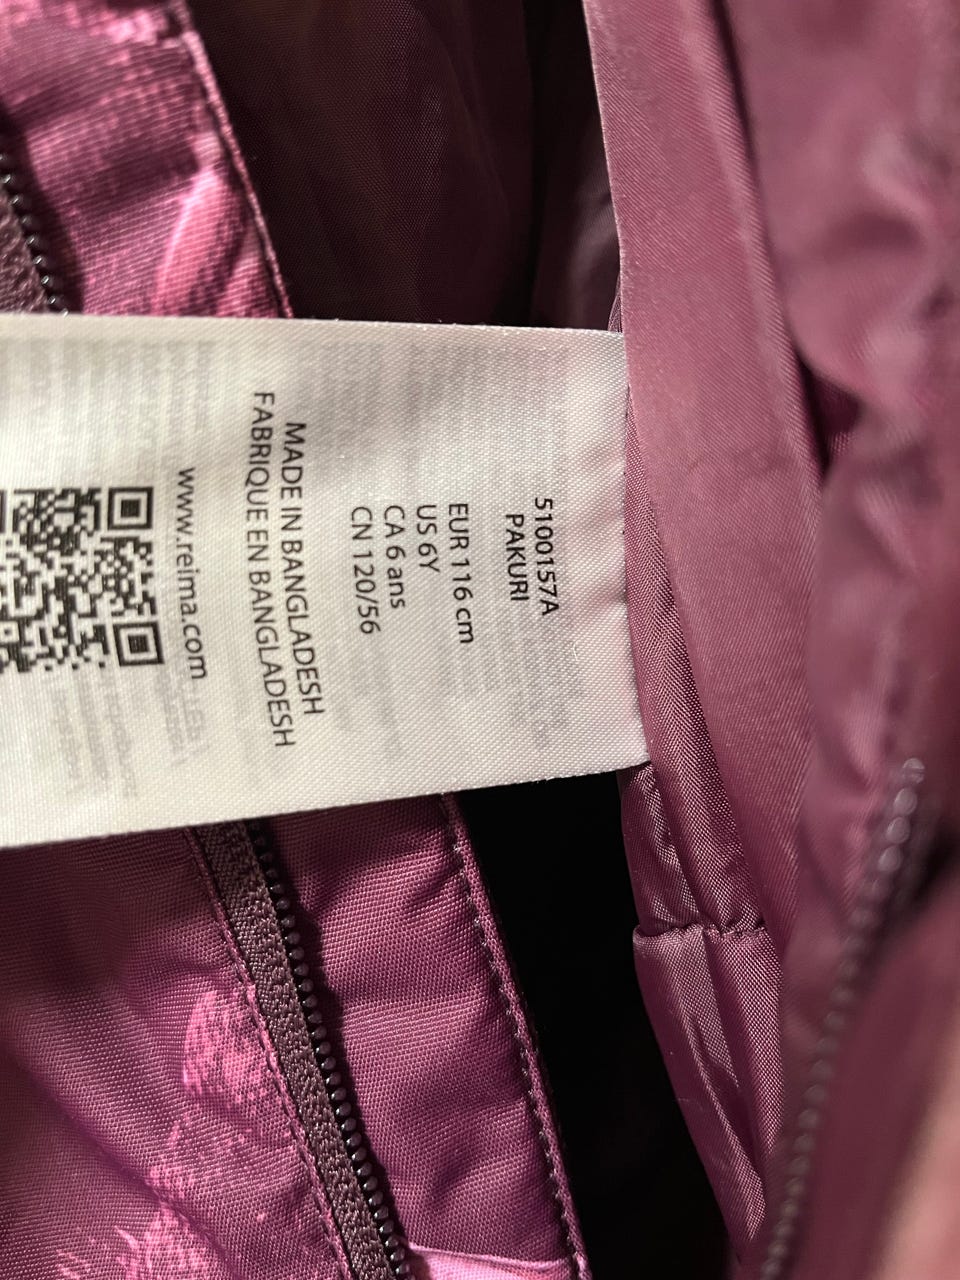 5100157A
PAKURI
EUR 116 cm
US 6Y
CA 6 ans
CN 120/56
MADE IN BANGLADESH
FABRIQUE EN BANGLADESH
www.reima.com